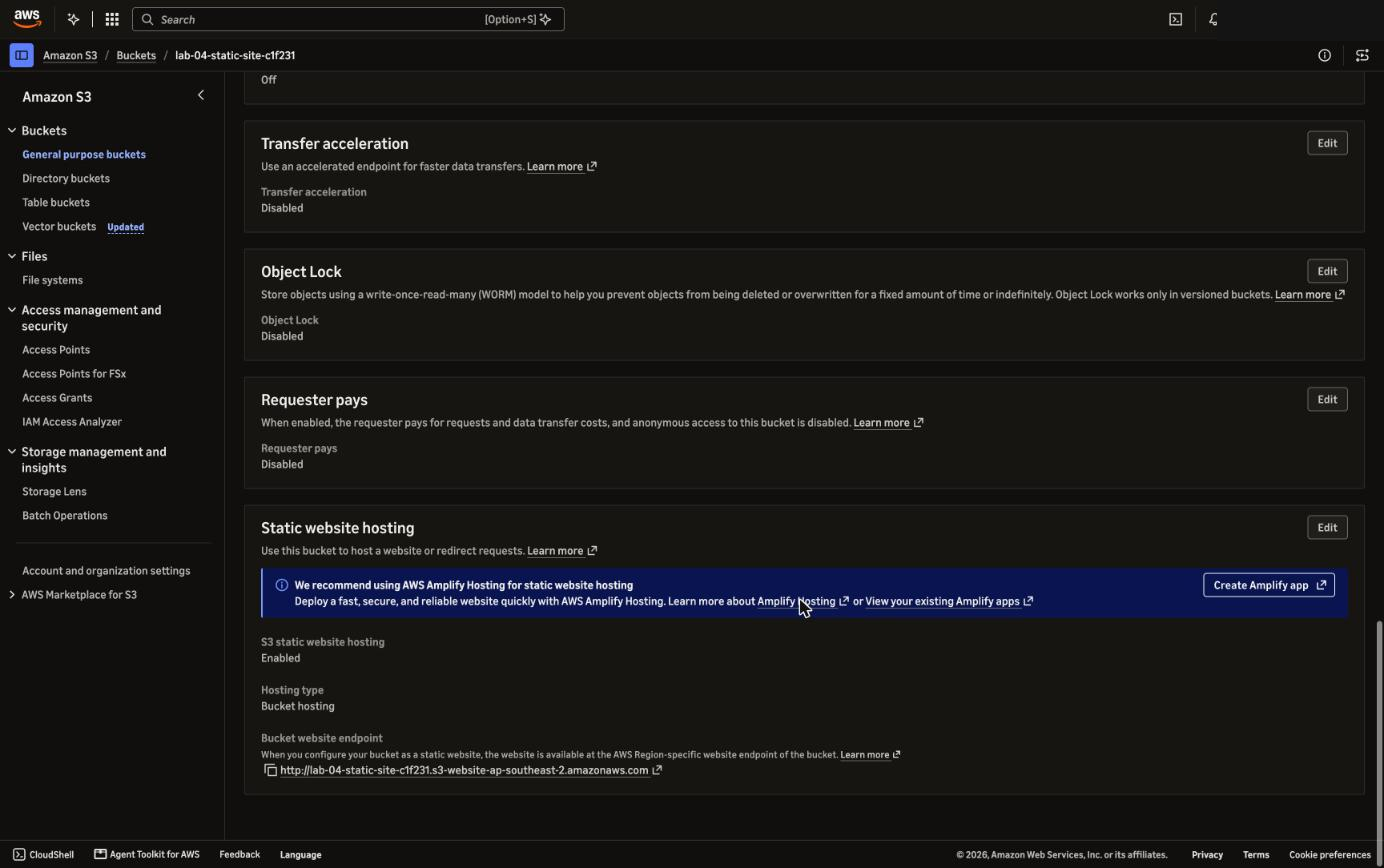 aws
Search
[Option+S]
Amazon S3 / Buckets / lab-04-static-site-c1f231
Amazon S3
Buckets
General purpose buckets
Directory buckets
Table buckets
Vector buckets Updated
Files
File systems
Access management and
security
Access Points
Access Points for FSx
Access Grants
IAM Access Analyzer
Storage management and
insights
Storage Lens
Batch Operations
Account and organization settings
AWS Marketplace for S3
Off
Transfer acceleration
Edit
Use an accelerated endpoint for faster data transfers. Learn more
Transfer acceleration
Disabled
Object Lock
Edit
Store objects using a write-once-read-many (WORM) model to help you prevent objects from being deleted or overwritten for a fixed amount of time or indefinitely. Object Lock works only in versioned buckets. Learn more
Object Lock
Disabled
Requester pays
Edit
When enabled, the requester pays for requests and data transfer costs, and anonymous access to this bucket is disabled. Learn more
Requester pays
Disabled
Static website hosting
Edit
Use this bucket to host a website or redirect requests. Learn more
We recommend using AWS Amplify Hosting for static website hosting
Deploy a fast, secure, and reliable website quickly with AWS Amplify Hosting. Learn more about Amplify Hosting or View your existing Amplify apps
Create Amplify app
S3 static website hosting
Enabled
Hosting type
Bucket hosting
Bucket website endpoint
When you configure your bucket as a static website, the website is available at the AWS Region-specific website endpoint of the bucket. Learn more
http://lab-04-static-site-c1f231.s3-website-ap-southeast-2.amazonaws.com
CloudShell
Agent Toolkit for AWS
Feedback
Language
© 2026, Amazon Web Services, Inc. or its affiliates.
Privacy
Terms
Cookie preferences